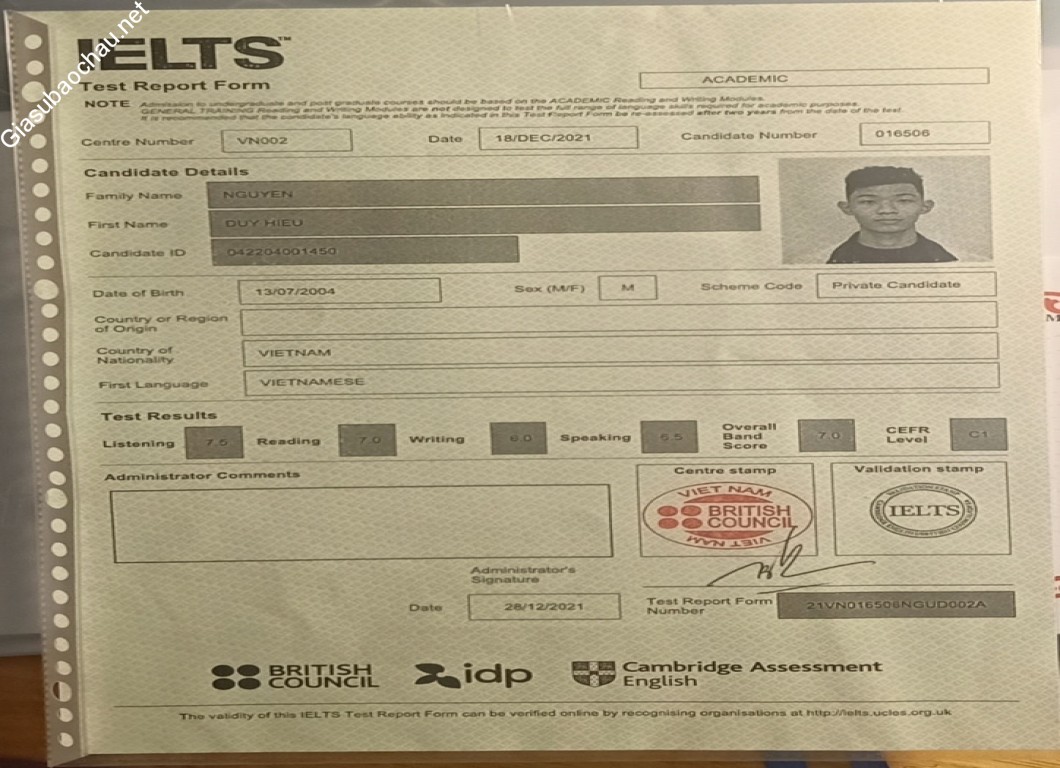 Giasubaochau.net
IELTS™
Test Report Form
ACADEMIC
NOTE Admission to undergraduate and post graduate courses should be based on the ACADEMIC Reading and Writing Modules.
GENERAL TRAINING Reading and Writing Modules are not designed to test the full range of language skills required for academic purposes.
It is recommended that the candidate's language ability as indicated in this Test Report Form be re-assessed after two years from the date of the test.
Centre Number VN002 Date 18/DEC/2021 Candidate Number 016506
Candidate Details
Family Name NGUYEN
First Name DUY HIEU
Candidate ID 042204001450
Date of Birth 13/07/2004 Sex (M/F) M Scheme Code Private Candidate
Country or Region
of Origin
Country of
Nationality VIETNAM
First Language VIETNAMESE
Test Results
Listening 7.5 Reading 7.0 Writing 6.0 Speaking 6.5 Overall Band Score 7.0 CEFR Level C1
Administrator Comments
Centre stamp
Validation stamp
VIET NAM
BRITISH
COUNCIL
VIET NAM
IELTS
Administrator's
Signature
Date 28/12/2021
Test Report Form
Number 21VN016506NGUD002A
BRITISH
COUNCIL
idp
Cambridge Assessment
English
The validity of this IELTS Test Report Form can be verified online by recognising organisations at http://ielts.ucles.org.uk